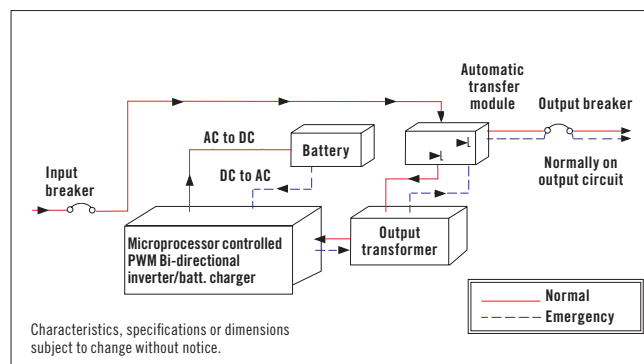 Automatic
transfer
module
Output breaker
AC to DC
Battery
DC to AC
Normally on
output circuit
Input
breaker
Microprocessor controlled
PWM Bi-directional
inverter/batt. charger
Output
transformer
Normal
Emergency
Characteristics, specifications or dimensions
subject to change without notice.